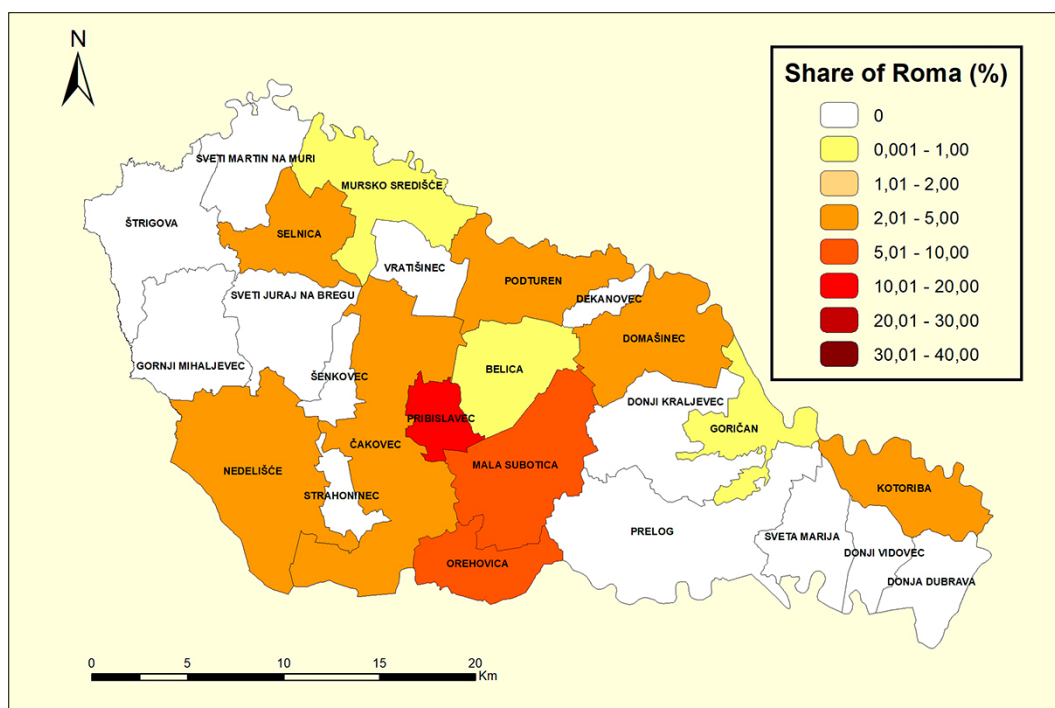 N
Share of Roma (%)
0
0,001 - 1,00
1,01 - 2,00
2,01 - 5,00
5,01 - 10,00
10,01 - 20,00
20,01 - 30,00
30,01 - 40,00
SVETI MARTIN NA MURI
MURSKO SREDIŠĆE
ŠTRIGOVA
SELNICA
VRATIŠINEC
PODTUREN
SVETI JURAJ NA BREGU
DEKANOVEC
DOMAŠINEC
GORNJI MIHALJEVEC
ŠENKOVEC
BELICA
DONJI KRALJEVEC
PRIBISLAVEC
GORIČAN
ČAKOVEC
NEDELIŠĆE
MALA SUBOTICA
STRAHONINEC
KOTORIBA
PRELOG
SVETA MARIJA
DONJI VIDOVEC
OREHOVICA
DONJA DUBRAVA
0 5 10 15 20
Km